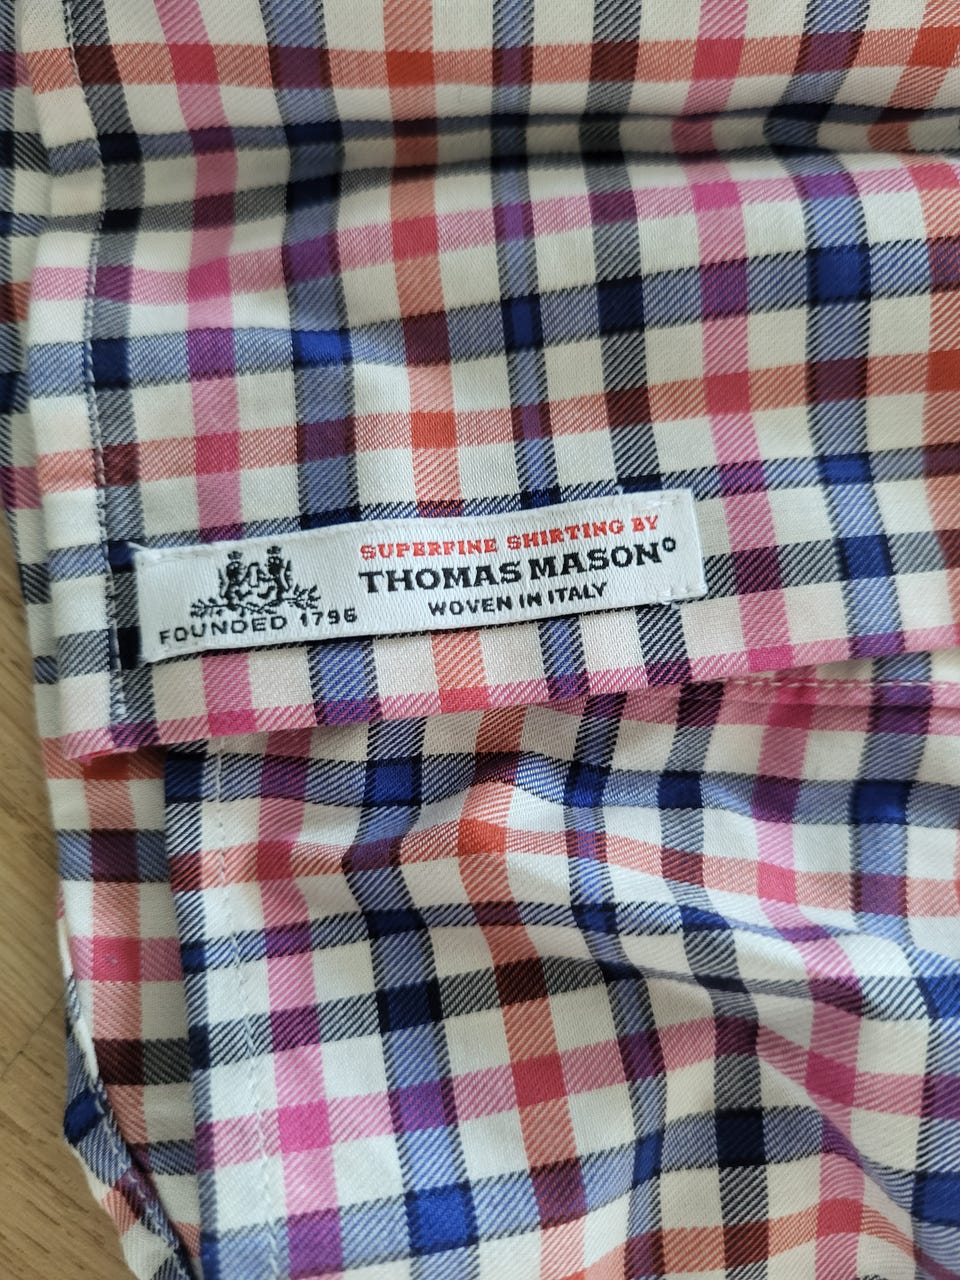 SUPERFINE SHIRTING BY
THOMAS MASON°
WOVEN IN ITALY
FOUNDED 1796